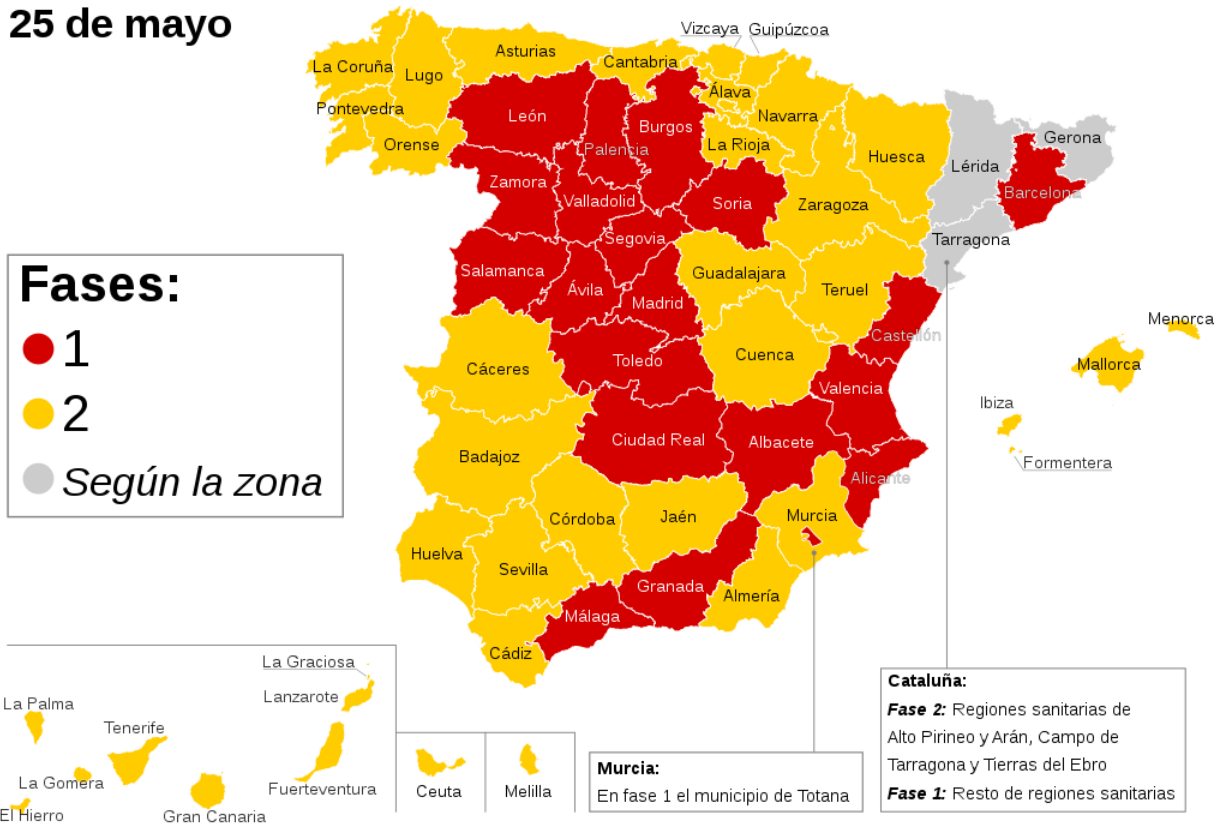 25 de mayo
Vizcaya Guipúzcoa
La Coruña
Lugo
Asturias
Cantabria
Álava
Navarra
Pontevedra
Orense
León
Palencia
Burgos
La Rioja
Huesca
Lérida
Gerona
Zamora
Valladolid
Soria
Zaragoza
Barcelona
Segovia
Tarragona
Salamanca
Ávila
Madrid
Guadalajara
Teruel
Fases:
1
2
Según la zona
Castellón
Menorca
Mallorca
Ibiza
Formentera
Cáceres
Toledo
Cuenca
Valencia
Badajoz
Ciudad Real
Albacete
Alicante
Huelva
Sevilla
Córdoba
Jaén
Murcia
Granada
Almería
Málaga
Cádiz
La Graciosa
Lanzarote
La Palma
Tenerife
La Gomera
El Hierro
Gran Canaria
Fuerteventura
Ceuta
Melilla
Murcia:
En fase 1 el municipio de Totana
Cataluña:
Fase 2: Regiones sanitarias de
Alto Pirineo y Arán, Campo de
Tarragona y Tierras del Ebro
Fase 1: Resto de regiones sanitarias